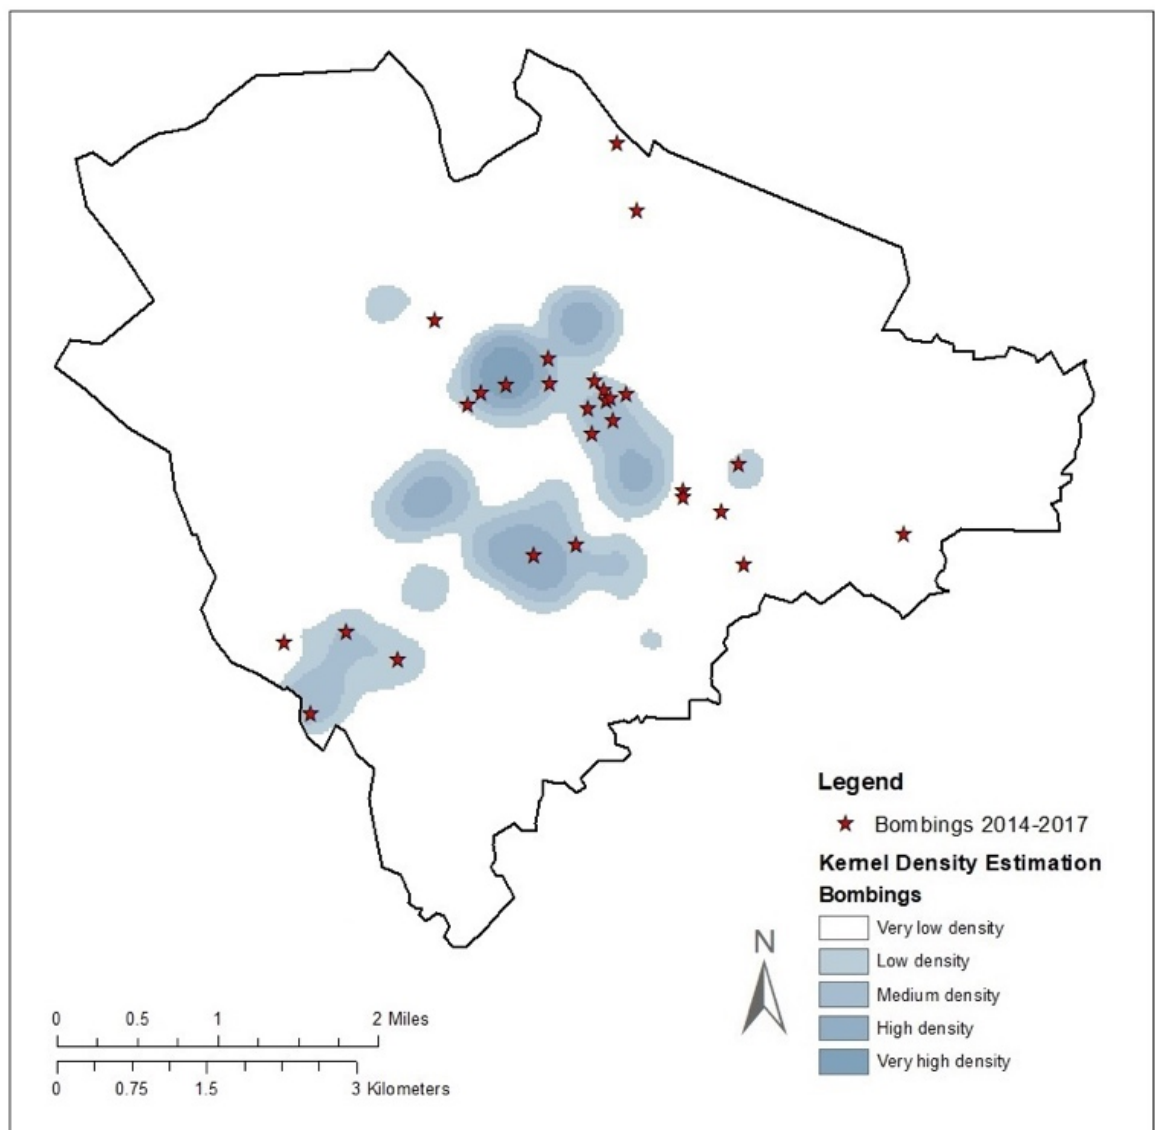 Legend
Bombings 2014-2017
Kernel Density Estimation
Bombings
Very low density
Low density
Medium density
High density
Very high density
N
0 0.5 1 2 Miles
0 0.75 1.5 3 Kilometers